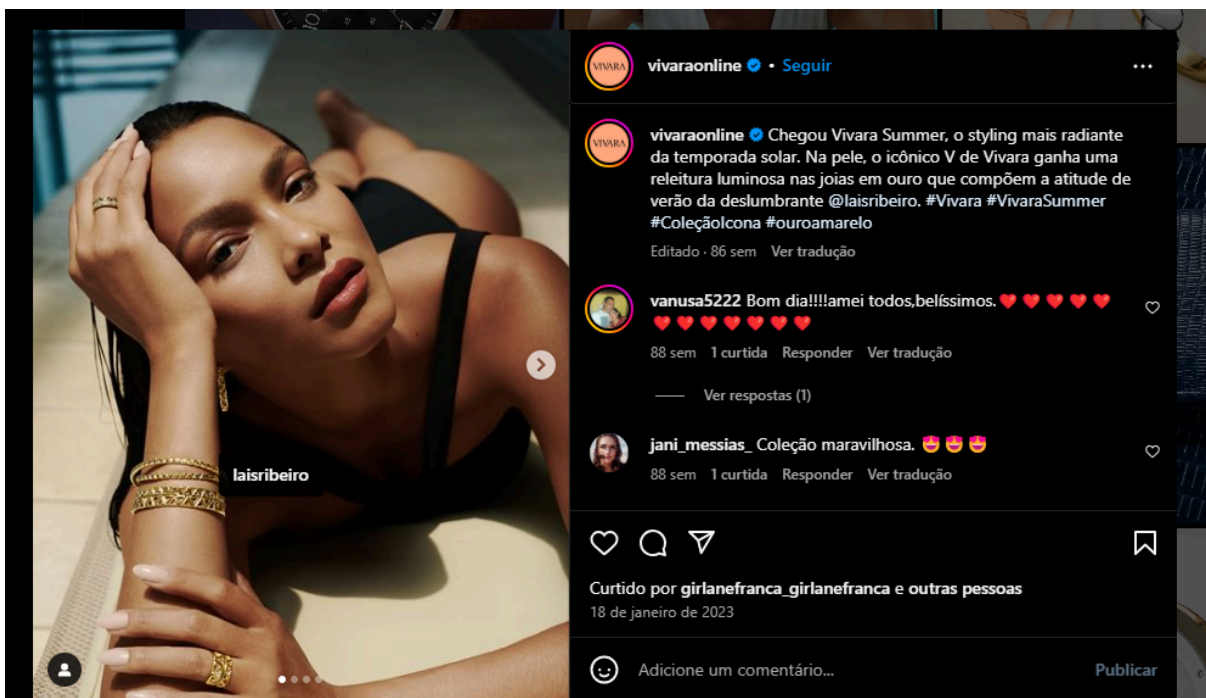 laisribeiro
VIVARA
vivaraonline • Seguir
VIVARA
vivaraonline Chegou Vivara Summer, o styling mais radiante
da temporada solar. Na pele, o icônico V de Vivara ganha uma
releitura luminosa nas joias em ouro que compõem a atitude de
verão da deslumbrante @laisribeiro. #Vivara #VivaraSummer
#ColeçãoIcona #ouroamarelo
Editado · 86 sem Ver tradução
vanusa5222 Bom dia!!!!amei todos,belíssimos.❤️❤️❤️❤️❤️
❤️❤️❤️❤️❤️❤️❤️
88 sem 1 curtida Responder Ver tradução
Ver respostas (1)
jani_messias_ Coleção maravilhosa. 🤩🤩🤩
88 sem 1 curtida Responder Ver tradução
Curtido por girlanefranca_girlanefranca e outras pessoas
18 de janeiro de 2023
Adicione um comentário... Publicar